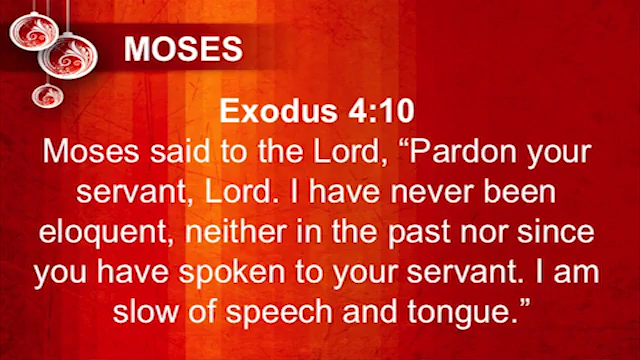 MOSES
Exodus 4:10
Moses said to the Lord, “Pardon your
servant, Lord. I have never been
eloquent, neither in the past nor since
you have spoken to your servant. I am
slow of speech and tongue.”